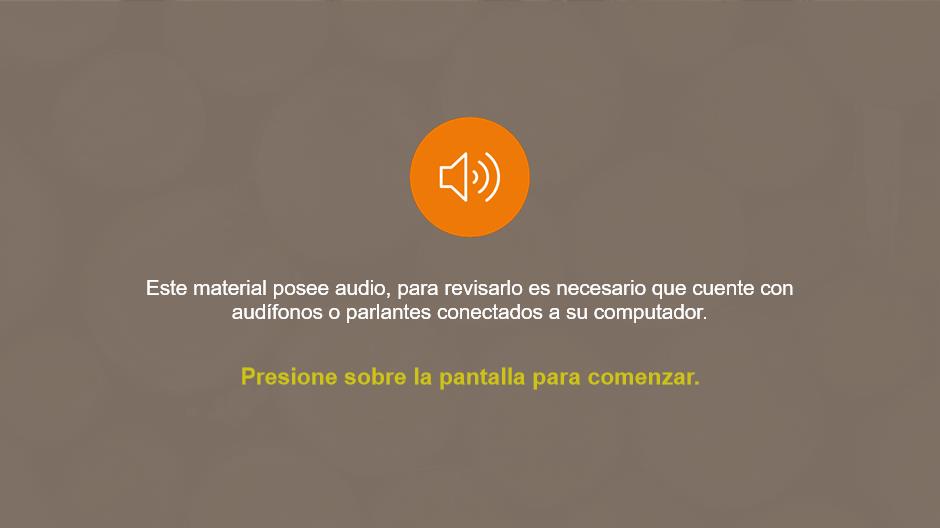 Este material posee audio, para revisarlo es necesario que cuente con
audífonos o parlantes conectados a su computador.
Presione sobre la pantalla para comenzar.